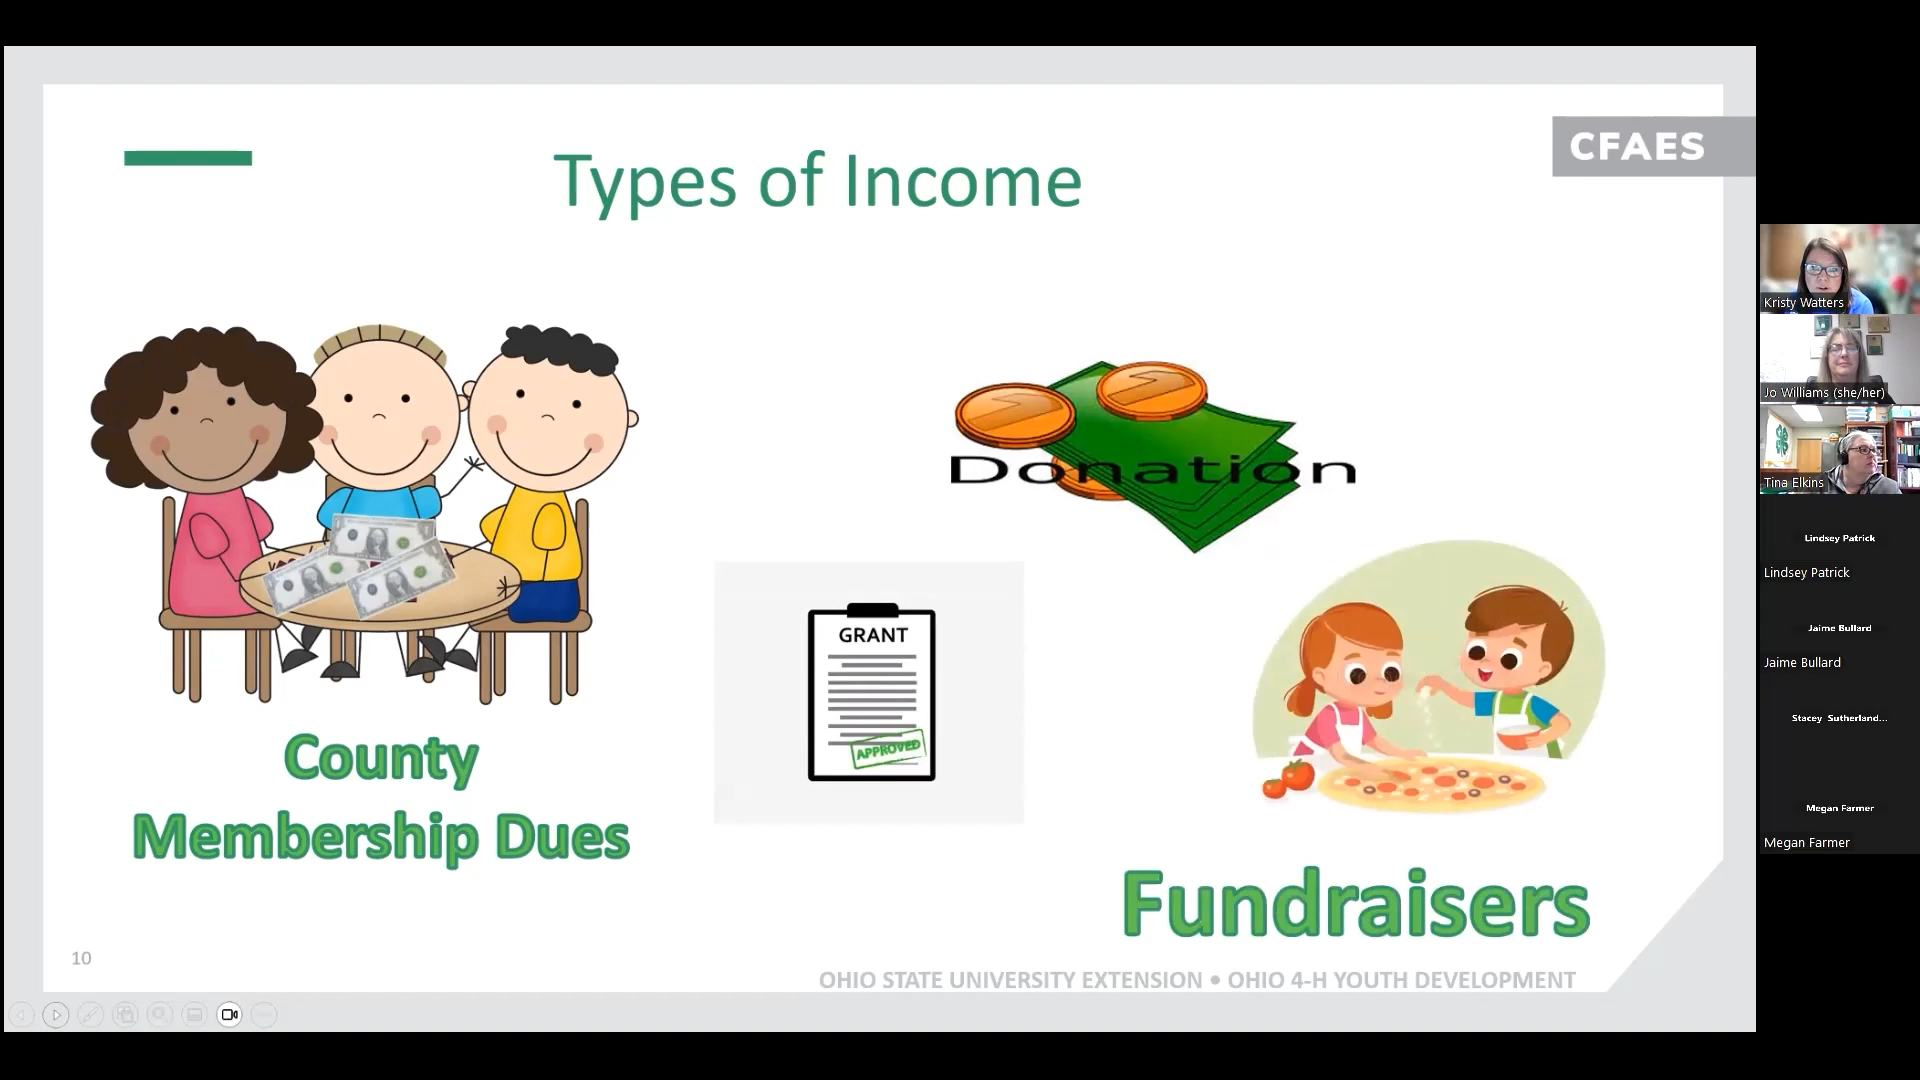 Types of Income
CFAES
Donation
GRANT
APPROVED
County
Membership Dues
Fundraisers
10
OHIO STATE UNIVERSITY EXTENSION • OHIO 4-H YOUTH DEVELOPMENT
Kristy Watters
Jo Williams (she/her)
Tina Elkins
Lindsey Patrick
Lindsey Patrick
Jaime Bullard
Jaime Bullard
Stacey Sutherland...
Megan Farmer
Megan Farmer